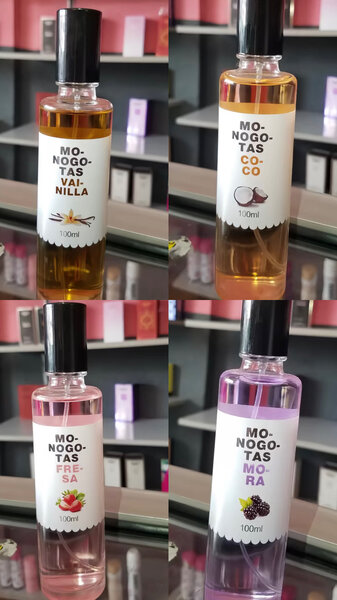 MO-
NOGO-
TAS
VAI-
NILLA
100ml
MO-
NOGO-
TAS
CO-
CO
100ml
MO-
NOGO-
TAS
FRE-
SA
100ml
MO-
NOGO-
TAS
MO-
RA
100ml